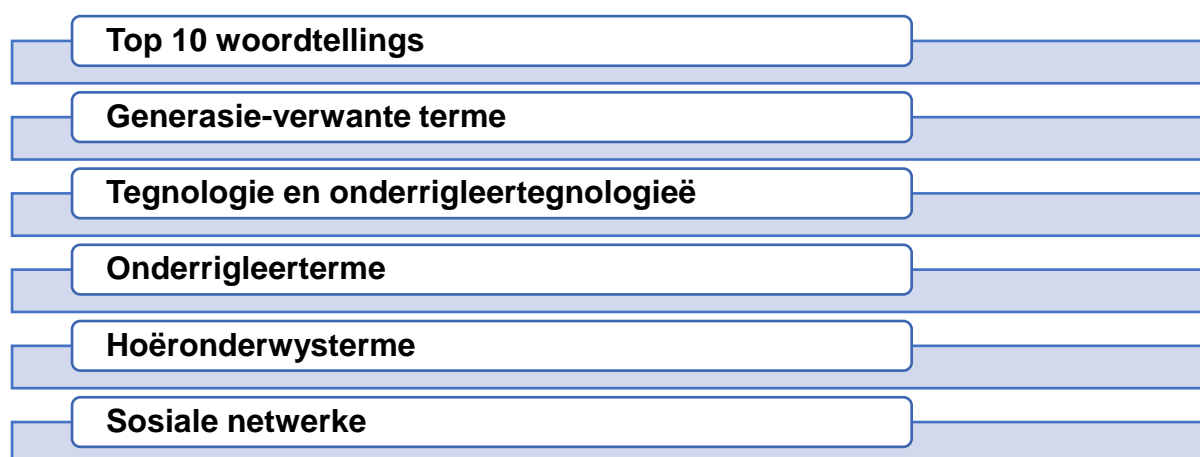 Top 10 woordtellings
Generasie-verwante terme
Tegnologie en onderrigleertegnologieë
Onderrigleerterme
Hoëronderwysterme
Sosiale netwerke